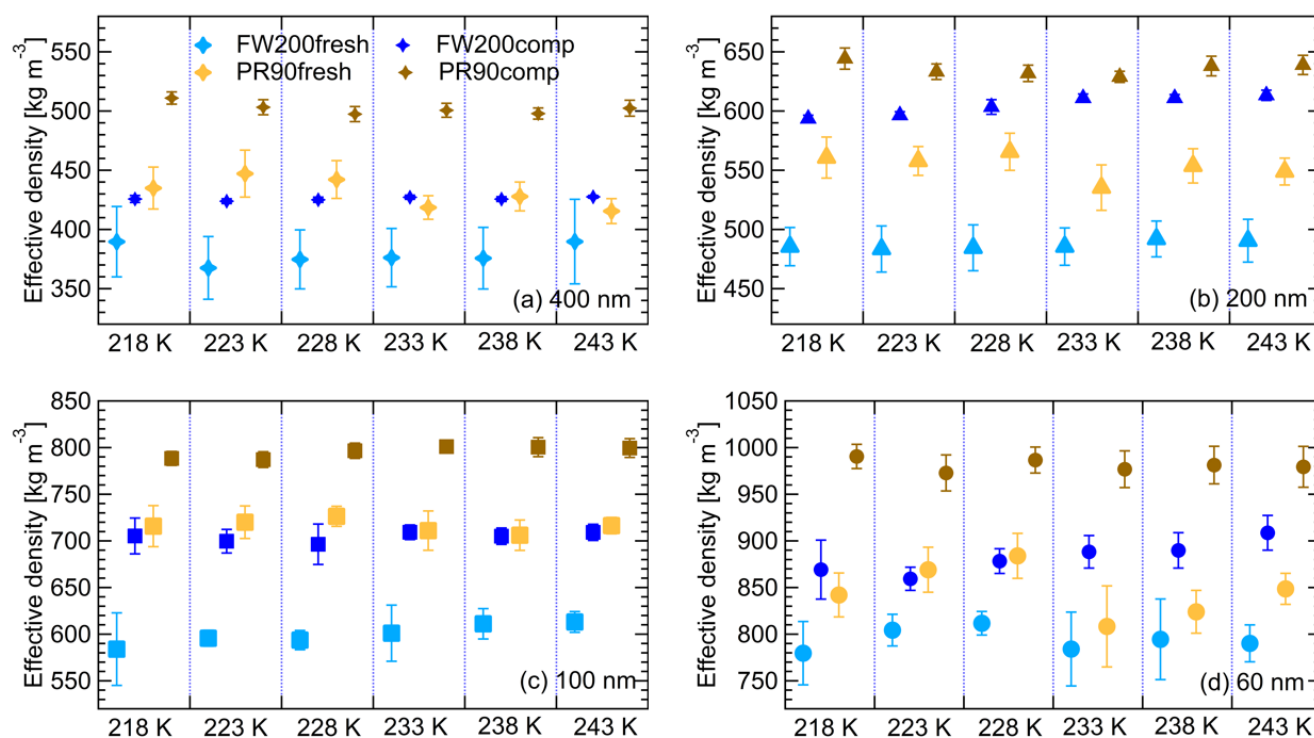 Effective density [kg m-3]
550
500
450
400
350
FW200fresh
FW200comp
PR90fresh
PR90comp
(a) 400 nm
218 K 223 K 228 K 233 K 238 K 243 K
Effective density [kg m-3]
650
600
550
500
450
(b) 200 nm
218 K 223 K 228 K 233 K 238 K 243 K
Effective density [kg m-3]
850
800
750
700
650
600
550
(c) 100 nm
218 K 223 K 228 K 233 K 238 K 243 K
Effective density [kg m-3]
1050
1000
950
900
850
800
750
(d) 60 nm
218 K 223 K 228 K 233 K 238 K 243 K